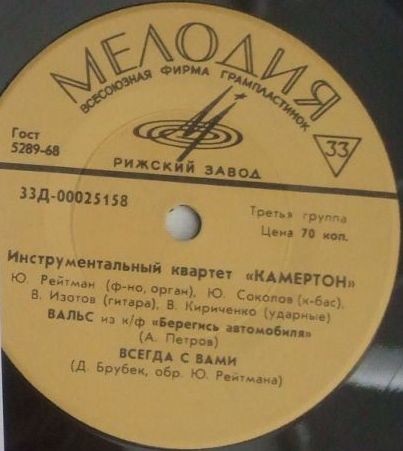 МЕЛОДИЯ
ВСЕСОЮЗНАЯ ФИРМА ГРАМПЛАСТИНОК
Гост
5289-68
33
РИЖСКИЙ ЗАВОД
33Д-00025158
Третья группа
Цена 70 коп.
Инструментальный квартет «КАМЕРТОН»
Ю. Рейтман (ф-но, орган), Ю. Соколов (к-бас),
В. Изотов (гитара), В. Кириченко (ударные)
ВАЛЬС из к/ф «Берегись автомобиля»
(А. Петров)
ВСЕГДА С ВАМИ
(Д. Брубек, обр. Ю. Рейтмана)